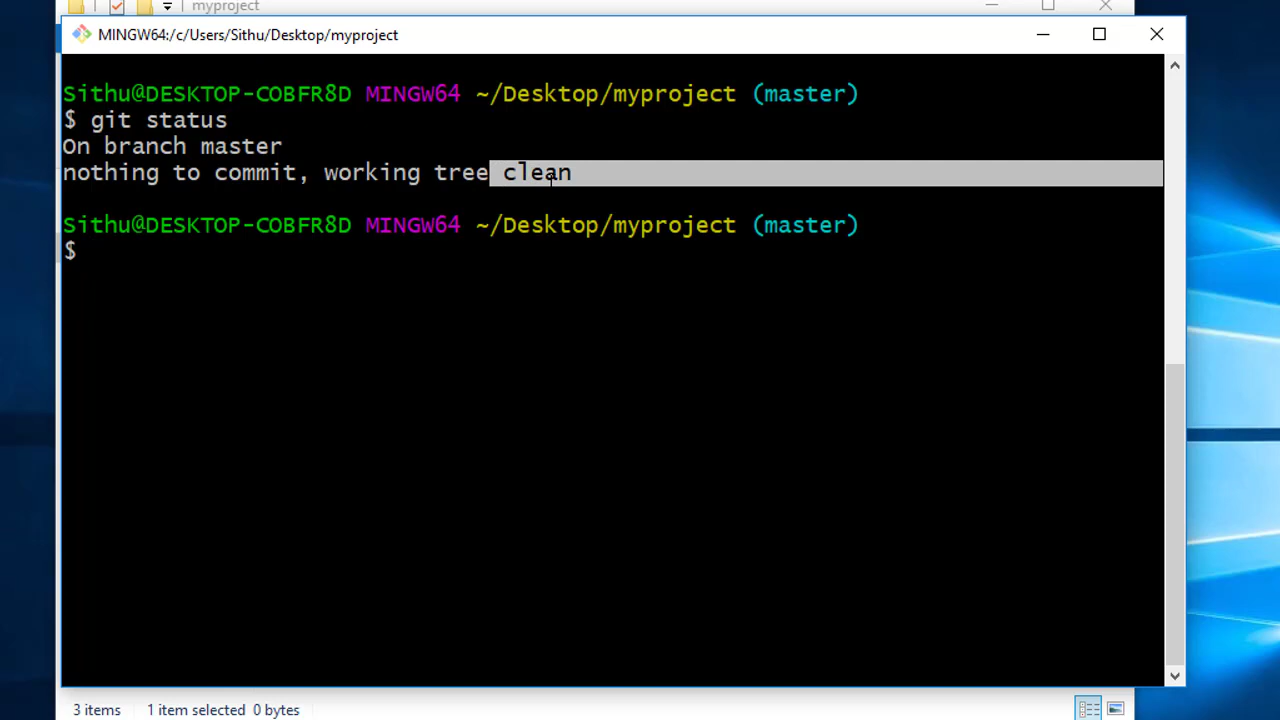 myproject
MINGW64:/c/Users/Sithu/Desktop/myproject
Sithu@DESKTOP-COBFR8D MINGW64 ~/Desktop/myproject (master)
$ git status
On branch master
nothing to commit, working tree clean
Sithu@DESKTOP-COBFR8D MINGW64 ~/Desktop/myproject (master)
$
3 items 1 item selected 0 bytes